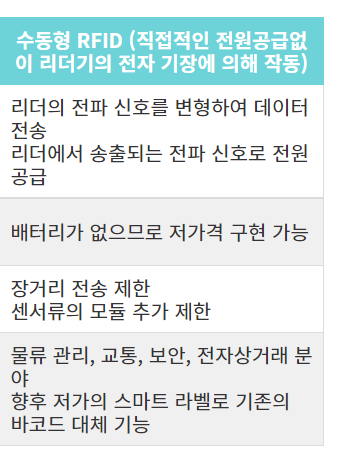 수동형 RFID (직접적인 전원공급없
이 리더기의 전자 기장에 의해 작동)
리더의 전파 신호를 변형하여 데이터
전송
리더에서 송출되는 전파 신호로 전원
공급
배터리가 없으므로 저가격 구현 가능
장거리 전송 제한
센서류의 모듈 추가 제한
물류 관리, 교통, 보안, 전자상거래 분
야
향후 저가의 스마트 라벨로 기존의
바코드 대체 기능